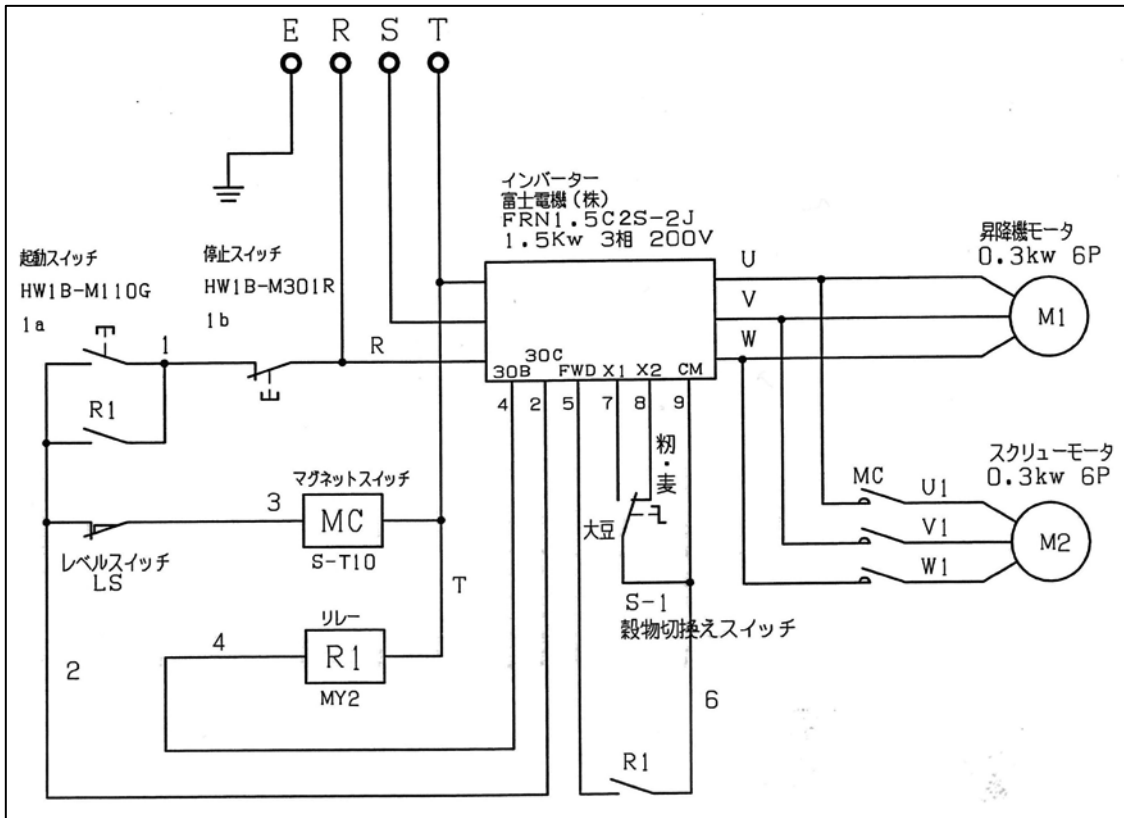 E R S T
インバーター
富士電機(株)
FRN1.5C2S-2J
1.5Kw 3相 200V
起動スイッチ
HW1B-M110G
1a
停止スイッチ
HW1B-M301R
1b
昇降機モータ
0.3kw 6P
U
V
W
M1
1
R
30B 30C FWD X1 X2 CM
4 2 5 7 8 9
R1
籾・麦
大豆
スクリューモータ
0.3kw 6P
MC
U1
V1
W1
M2
マグネットスイッチ
3
MC
S-T10
レベルスイッチ
LS
T
S-1
穀物切換えスイッチ
リレー
4
R1
MY2
2
6
R1